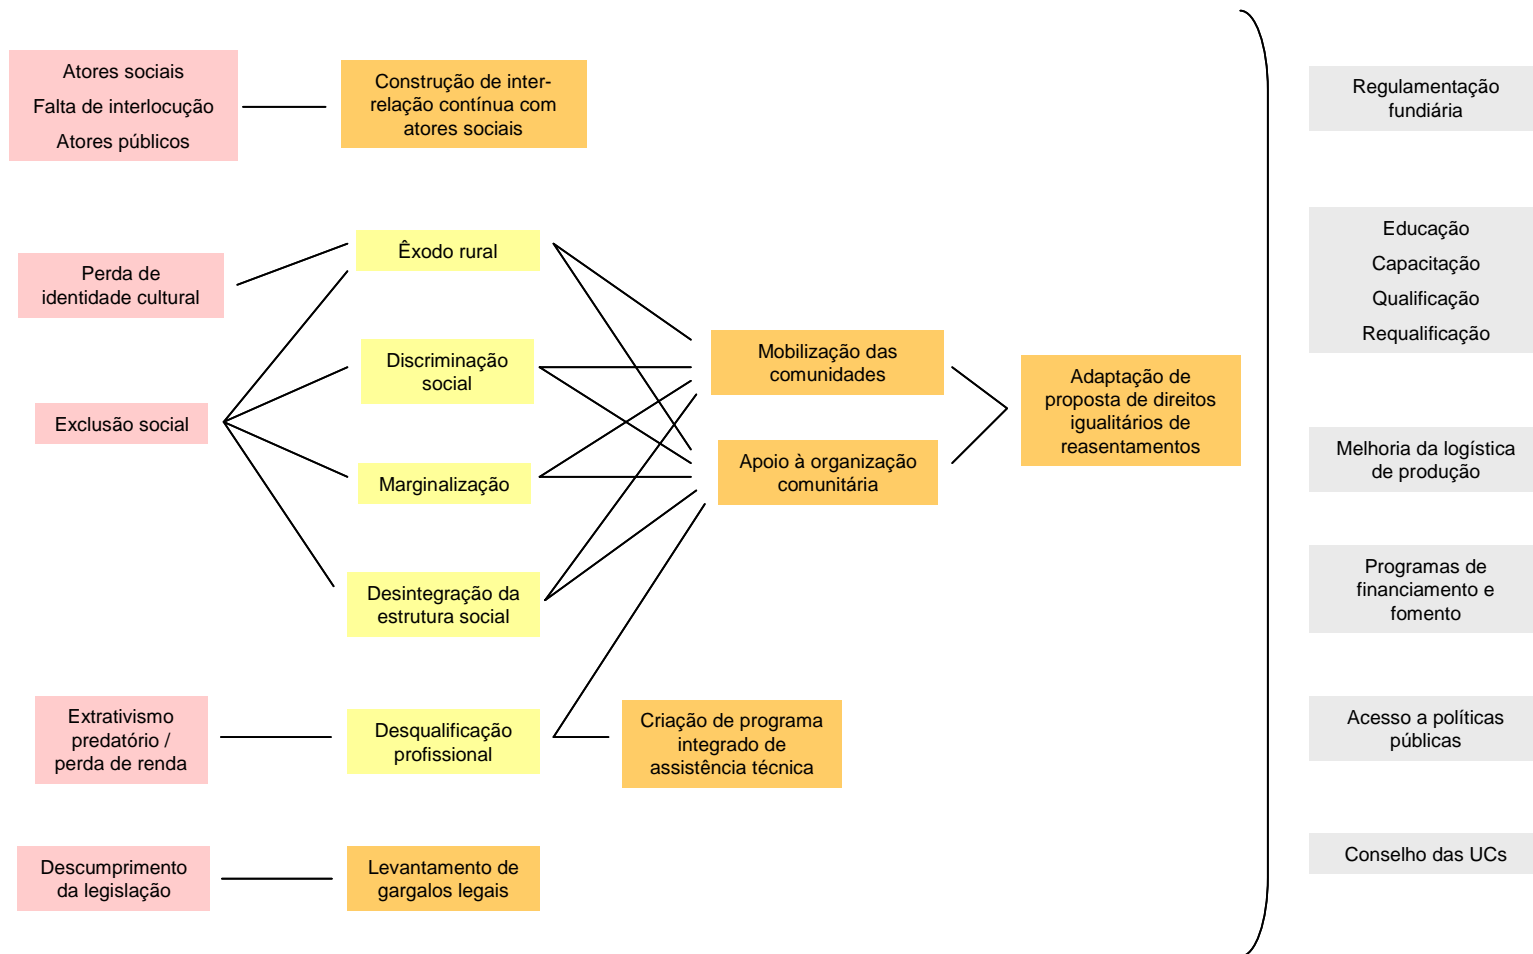 Atores sociais
Falta de interlocução
Atores públicos
Construção de inter-
relação contínua com
atores sociais
Regulamentação
fundiária
Êxodo rural
Perda de
identidade cultural
Educação
Capacitação
Qualificação
Requalificação
Discriminação
social
Mobilização das
comunidades
Adaptação de
proposta de direitos
igualitários de
reasentamentos
Exclusão social
Marginalização
Apoio à organização
comunitária
Melhoria da logística
de produção
Desintegração da
estrutura social
Programas de
financiamento e
fomento
Extrativismo
predatório /
perda de renda
Desqualificação
profissional
Criação de programa
integrado de
assistência técnica
Acesso a políticas
públicas
Descumprimento
da legislação
Levantamento de
gargalos legais
Conselho das UCs